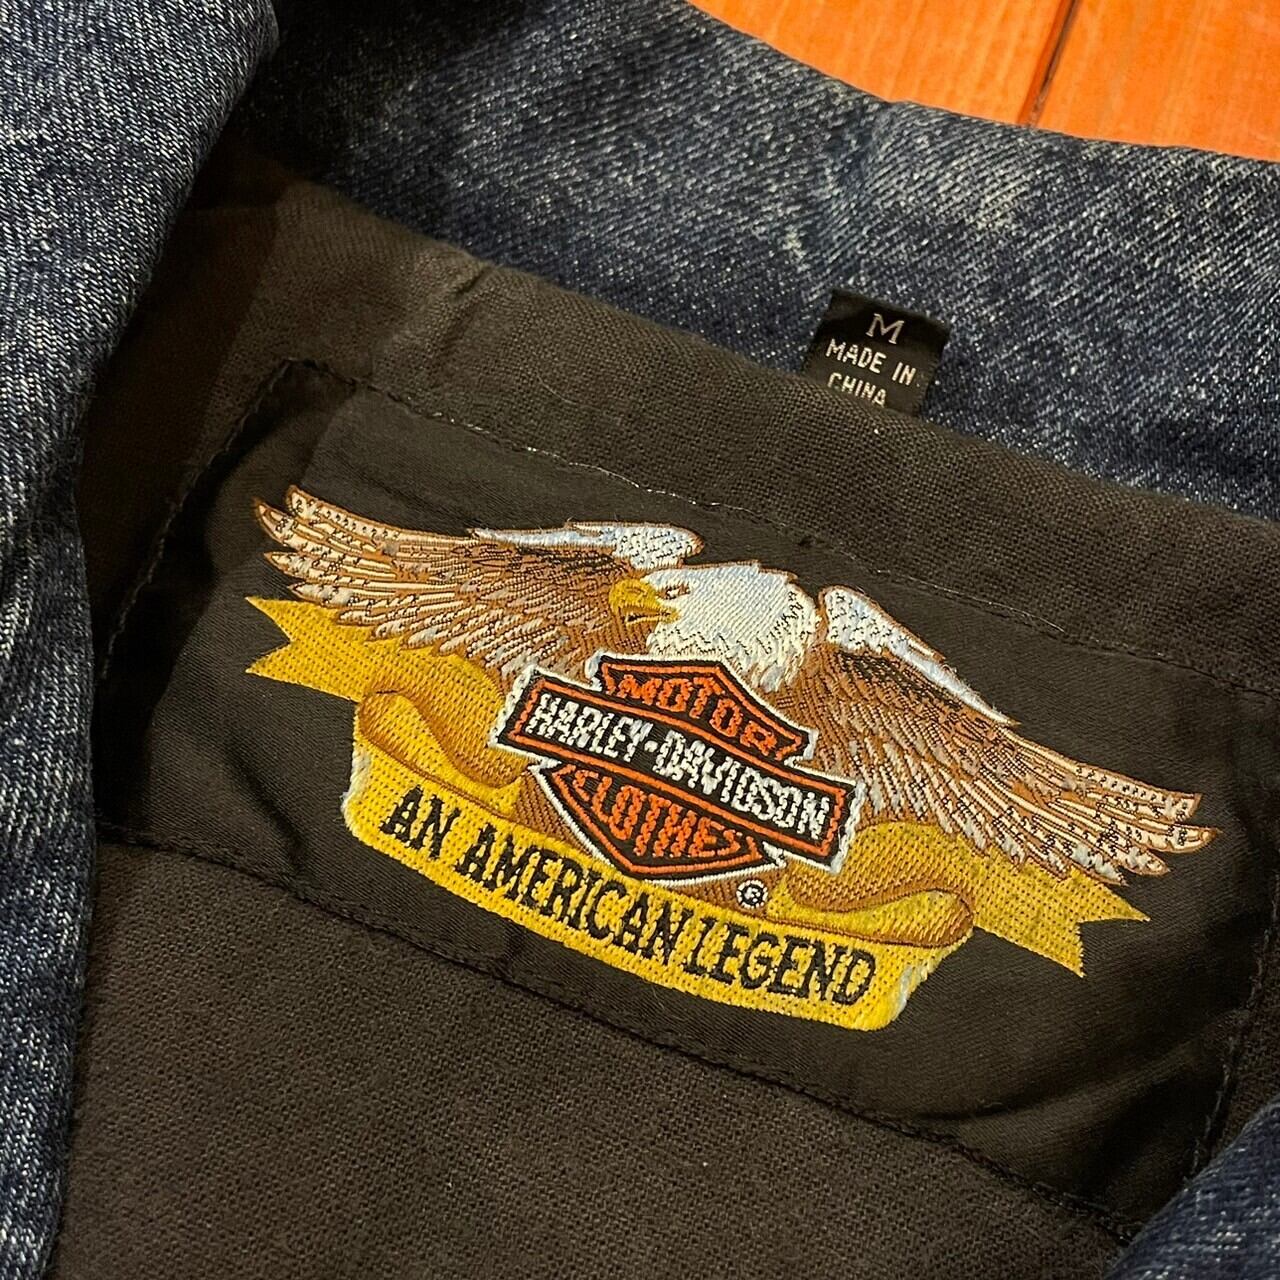 M
MADE IN
CHINA
MOTOR
HARLEY-DAVIDSON
CLOTHES
®
AN AMERICAN LEGEND